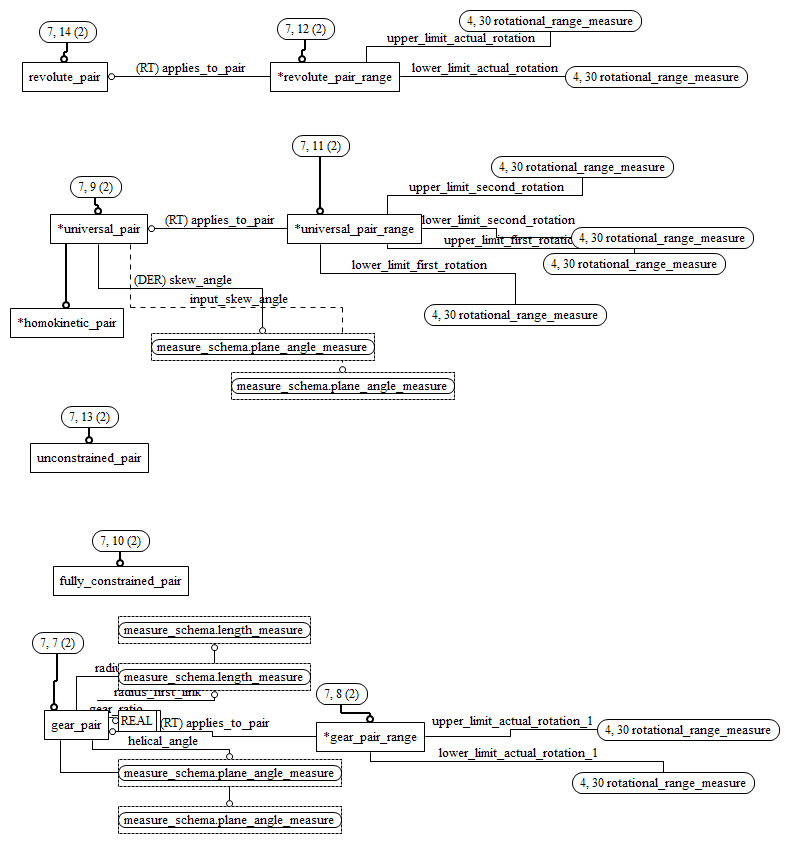 4, 30 rotational_range_measure
7, 14 (2)
7, 12 (2)
upper_limit_actual_rotation
(RT) applies_to_pair
lower_limit_actual_rotation
revolute_pair
*revolute_pair_range
4, 30 rotational_range_measure
7, 11 (2)
4, 30 rotational_range_measure
7, 9 (2)
upper_limit_second_rotation
(RT) applies_to_pair
lower_limit_second_rotation
*universal_pair
*universal_pair_range
4, 30 rotational_range_measure
upper_limit_first_rotatio
4, 30 rotational_range_measure
lower_limit_first_rotation
(DER) skew_angle
input_skew_angle
4, 30 rotational_range_measure
*homokinetic_pair
measure_schema.plane_angle_measure
measure_schema.plane_angle_measure
7, 13 (2)
unconstrained_pair
7, 10 (2)
fully_constrained_pair
measure_schema.length_measure
7, 7 (2)
radiu
measure_schema.length_measure
radius_first_link
7, 8 (2)
gear_ratio
gear_pair
REAL
(RT) applies_to_pair
upper_limit_actual_rotation_1
4, 30 rotational_range_measure
*gear_pair_range
helical_angle
lower_limit_actual_rotation_1
measure_schema.plane_angle_measure
4, 30 rotational_range_measure
measure_schema.plane_angle_measure